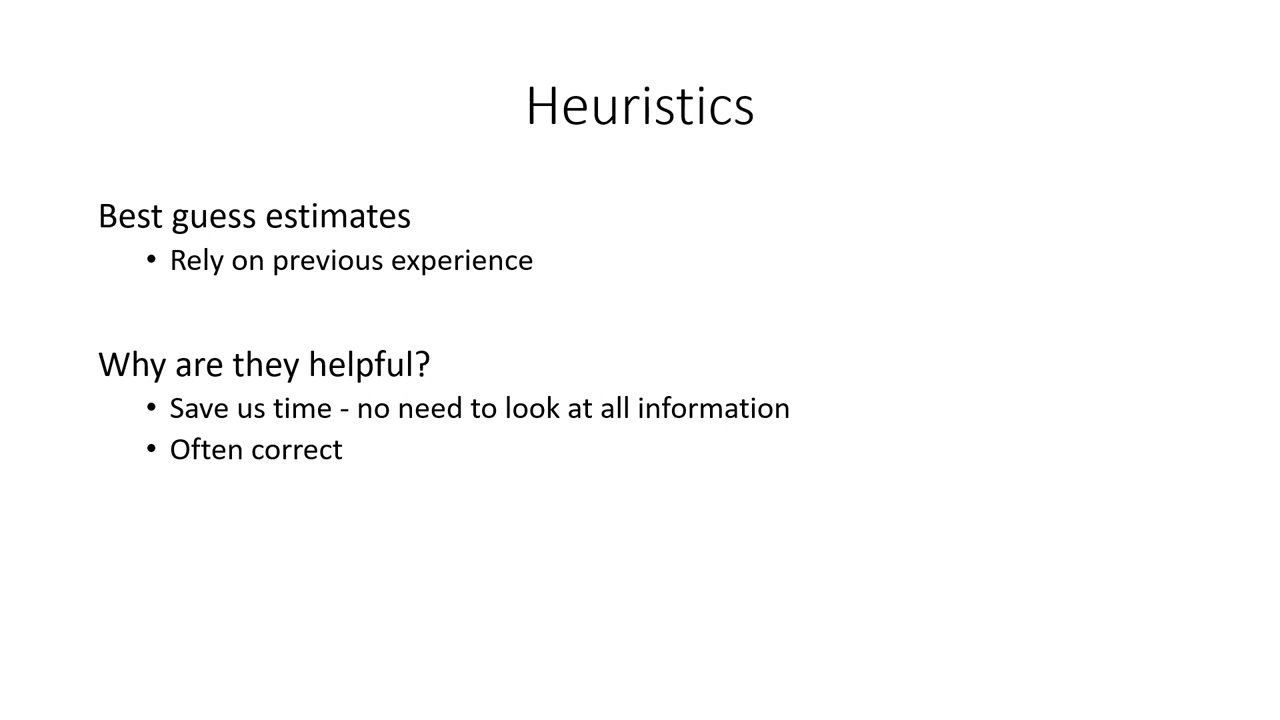 Heuristics
Best guess estimates
• Rely on previous experience
Why are they helpful?
• Save us time - no need to look at all information
• Often correct